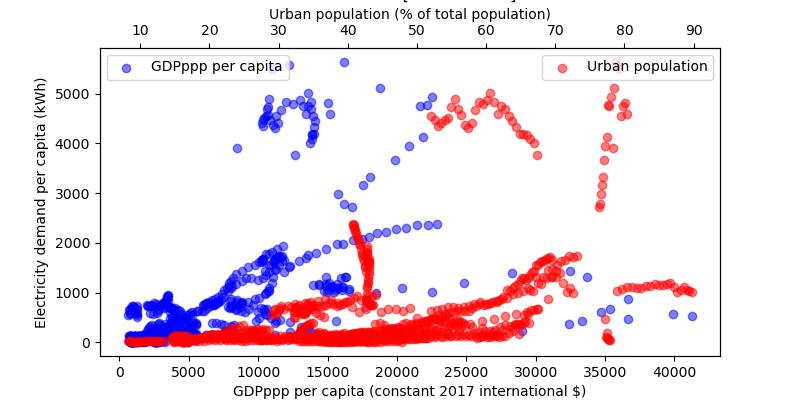 Urban population (% of total population)
10 20 30 40 50 60 70 80 90
GDPppp per capita
Urban population
Electricity demand per capita (kWh)
5000
4000
3000
2000
1000
0
0 5000 10000 15000 20000 25000 30000 35000 40000
GDPppp per capita (constant 2017 international $)